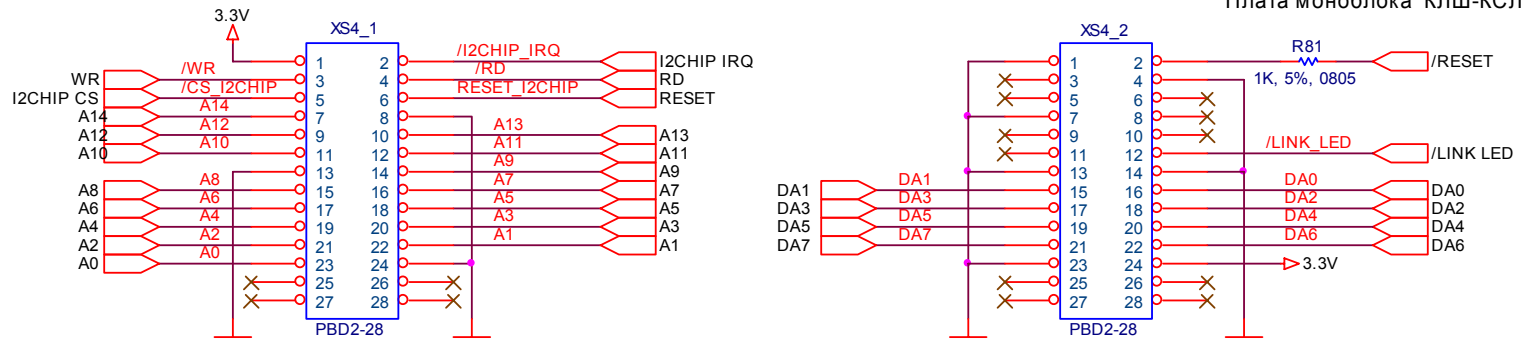 Плата моноблока КЛШ-КСЛ
3.3V
XS4_1
XS4_2
/I2CHIP_IRQ
I2CHIP IRQ
R81
1K, 5%, 0805
/RESET
WR
/WR
/RD
RD
I2CHIP CS
/CS_I2CHIP
RESET_I2CHIP
RESET
A14
A14
A12
A12
A13
A13
A10
A10
A11
A11
A9
A9
A8
A8
A7
A7
A6
A6
A5
A5
A4
A4
A3
A3
A2
A2
A1
A1
A0
A0
1 2
3 4
5 6
7 8
9 10
11 12
13 14
15 16
17 18
19 20
21 22
23 24
25 26
27 28
PBD2-28
1 2
3 4
5 6
7 8
9 10
11 12
13 14
15 16
17 18
19 20
21 22
23 24
25 26
27 28
PBD2-28
/LINK_LED
/LINK LED
DA1
DA1
DA0
DA0
DA3
DA3
DA2
DA2
DA5
DA5
DA4
DA4
DA7
DA7
DA6
DA6
3.3V